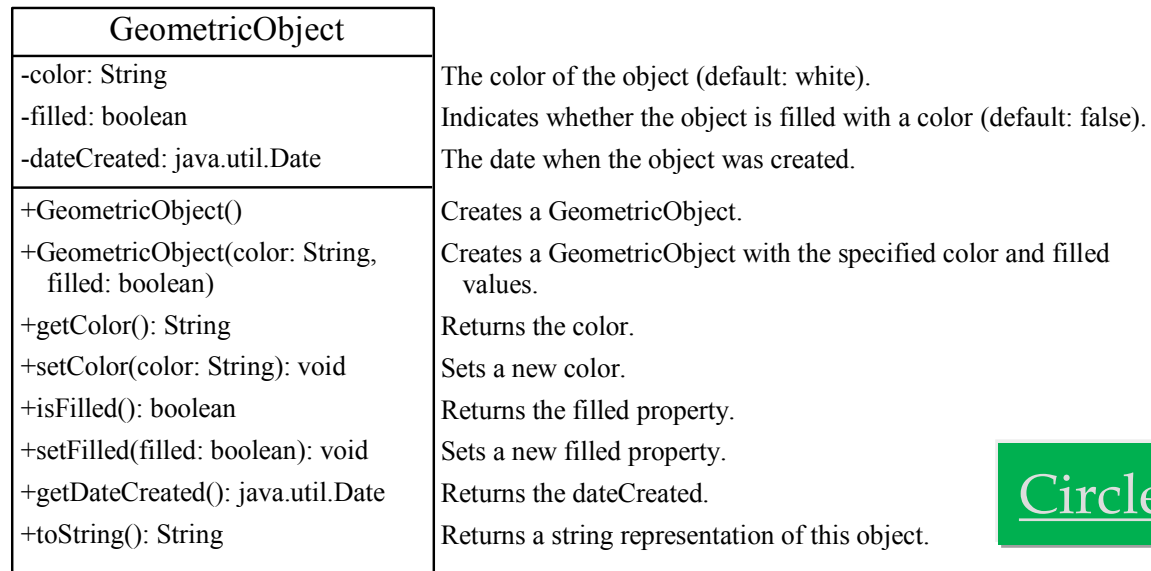 GeometricObject
-color: String
The color of the object (default: white).
-filled: boolean
Indicates whether the object is filled with a color (default: false).
-dateCreated: java.util.Date
The date when the object was created.
+GeometricObject()
Creates a GeometricObject.
+GeometricObject(color: String,
filled: boolean)
Creates a GeometricObject with the specified color and filled
values.
+getColor(): String
Returns the color.
+setColor(color: String): void
Sets a new color.
+isFilled(): boolean
Returns the filled property.
+setFilled(filled: boolean): void
Sets a new filled property.
+getDateCreated(): java.util.Date
Returns the dateCreated.
+toString(): String
Returns a string representation of this object.
Circle